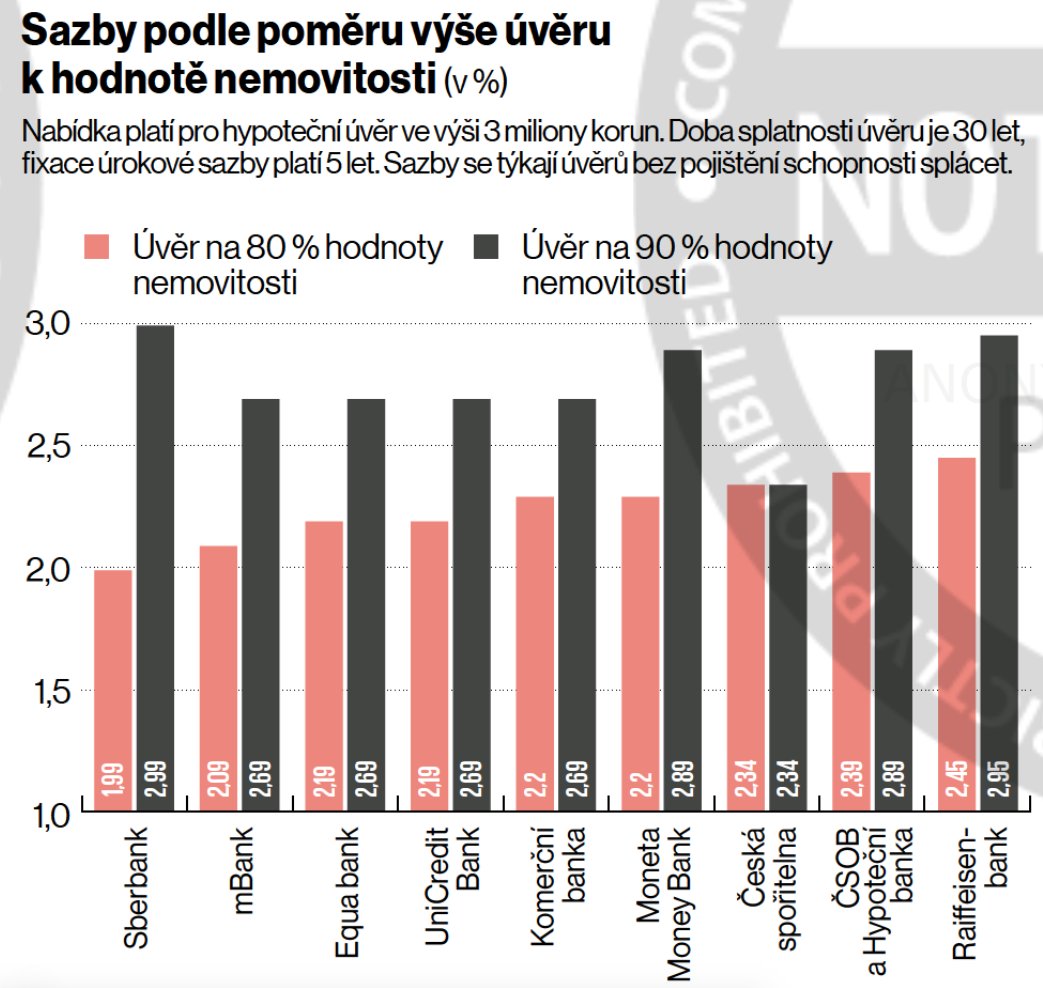 Sazby podle poměru výše úvěru
k hodnotě nemovitosti (v %)
Nabídka platí pro hypoteční úvěr ve výši 3 miliony korun. Doba splatnosti úvěru je 30 let,
fixace úrokové sazby platí 5 let. Sazby se týkají úvěrů bez pojištění schopnosti splácet.
Úvěr na 80 % hodnoty
nemovitosti
Úvěr na 90 % hodnoty
nemovitosti
3,0
2,5
2,0
1,5
1,0
1,99
2,99
2,09
2,69
2,19
2,69
2,19
2,69
2,2
2,69
2,2
2,89
2,34
2,34
2,39
2,89
2,45
2,95
Sberbank
mBank
Equa bank
UniCredit
Bank
Komerční
banka
Moneta
Money Bank
Česká
spořitelna
ČSOB
a Hypoteční
banka
Raiffeisen-
bank
NOT
PROHIBITED
COM
ANON
P